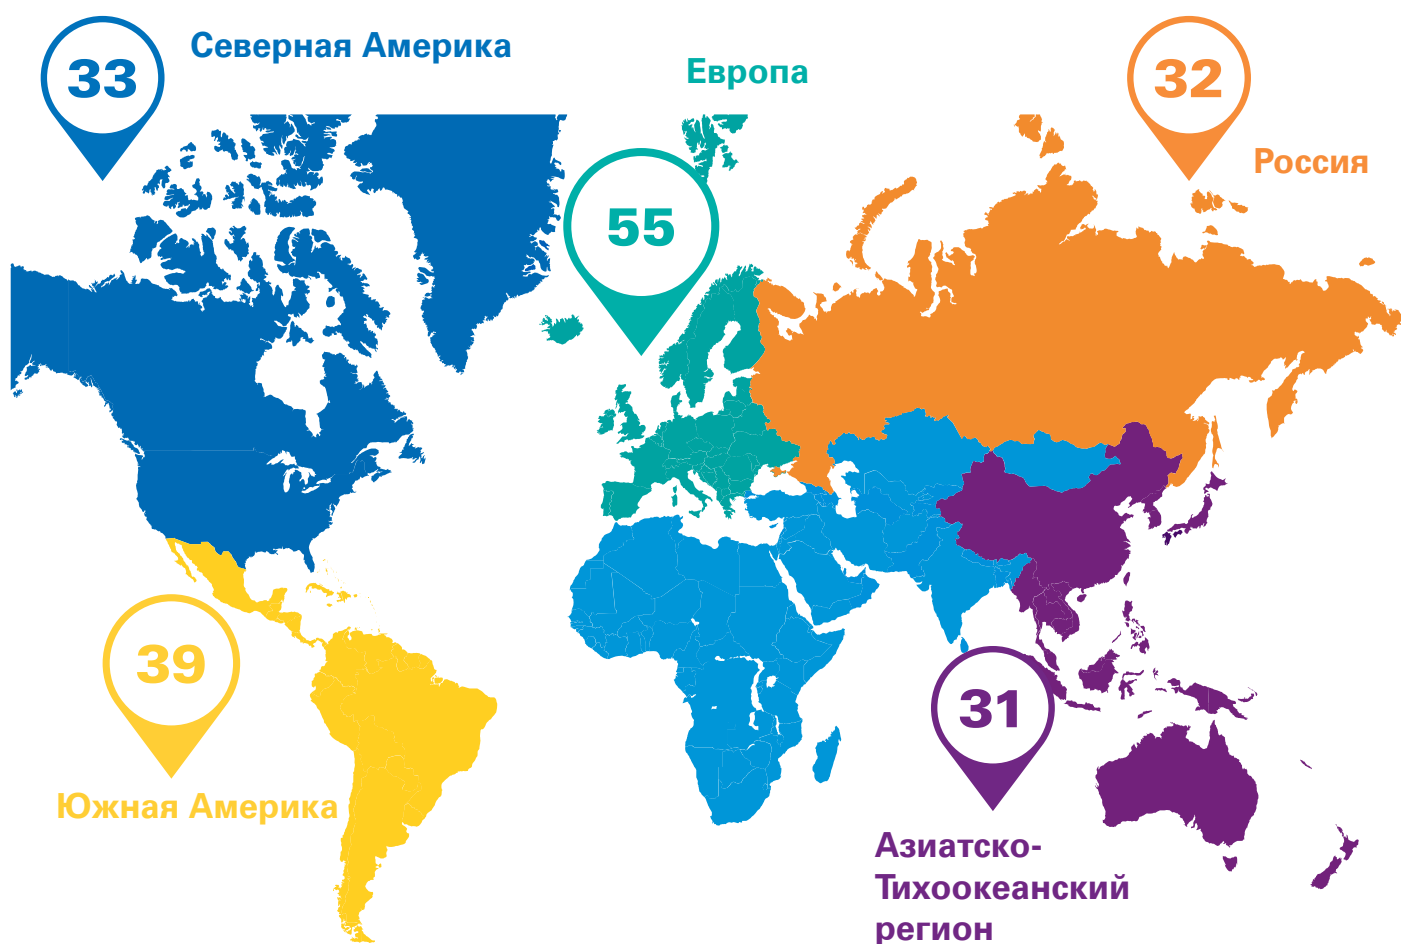 33
Северная Америка
Европа
32
Россия
55
39
Южная Америка
31
Азиатско-
Тихоокеанский
регион